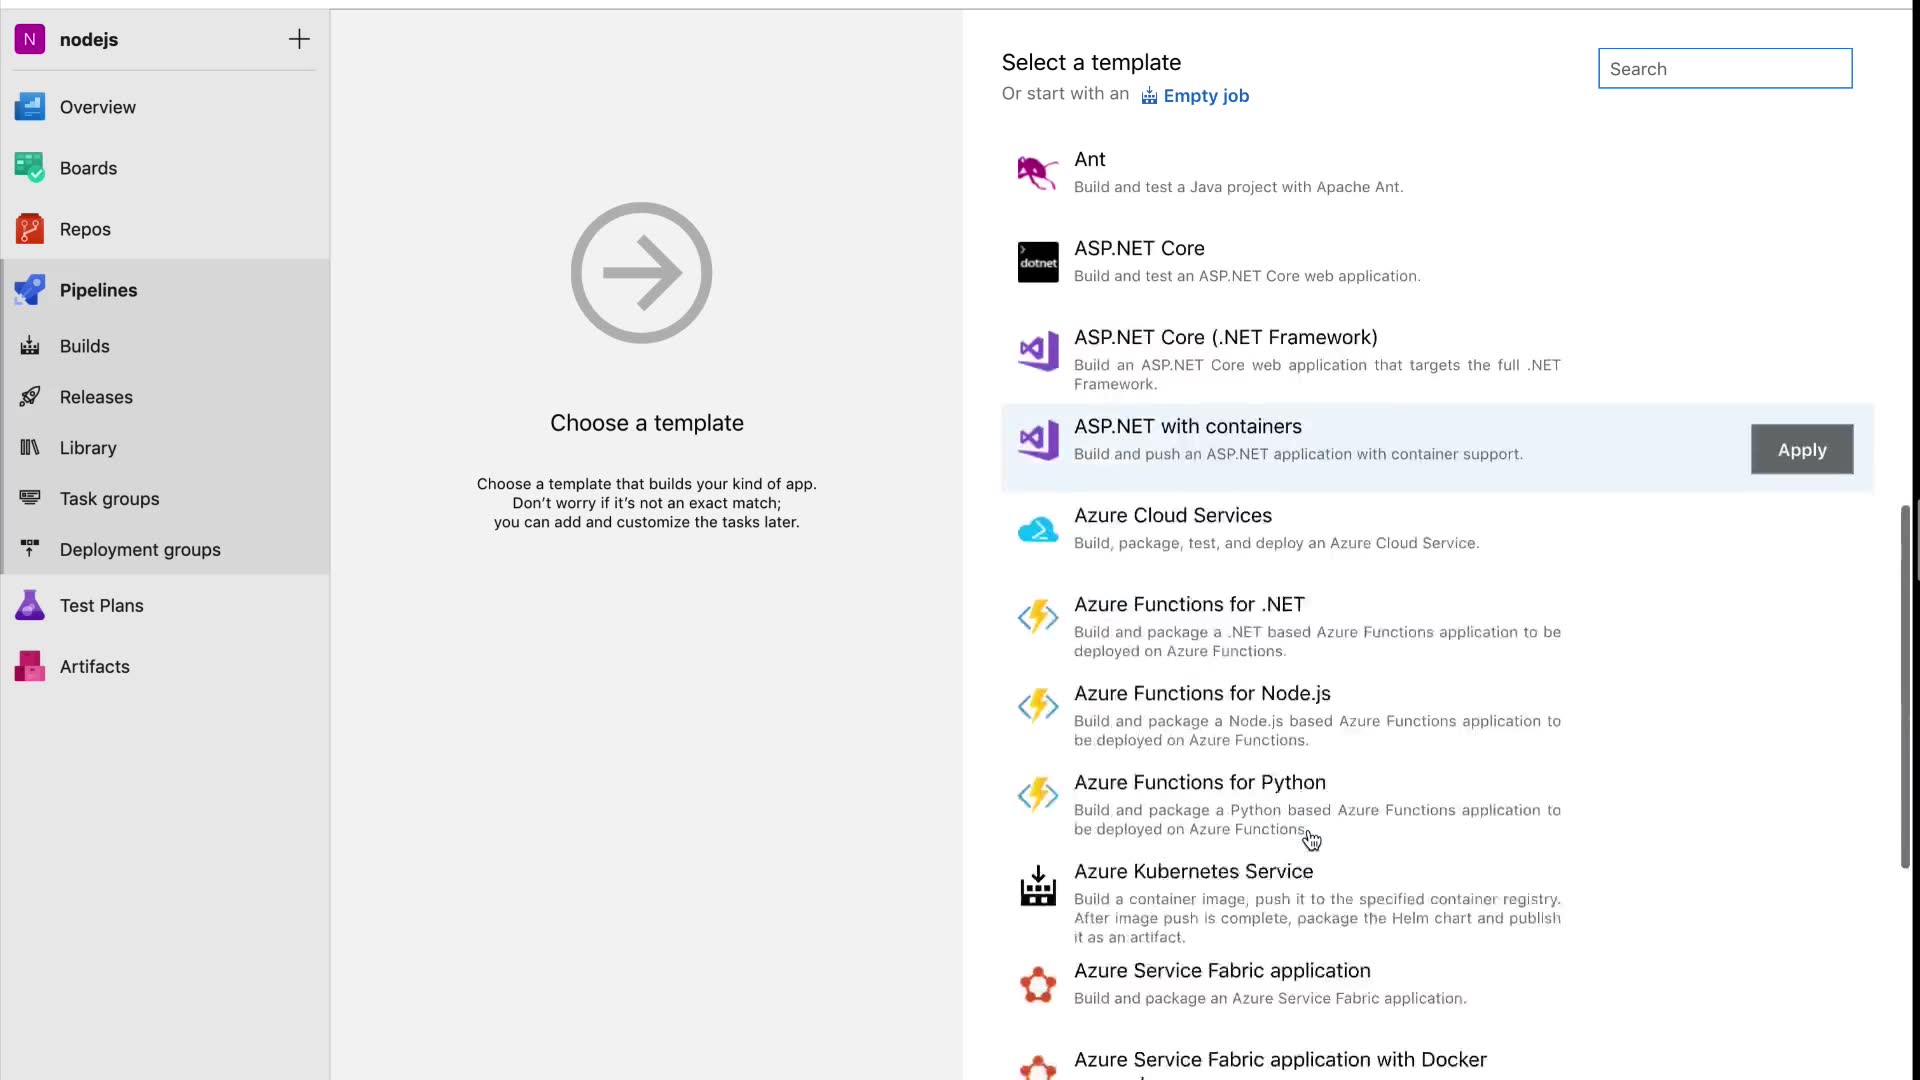 N nodejs
Overview
Boards
Repos
Pipelines
Builds
Releases
Library
Task groups
Deployment groups
Test Plans
Artifacts
Choose a template
Choose a template that builds your kind of app.
Don't worry if it's not an exact match;
you can add and customize the tasks later.
Select a template
Or start with an Empty job
Search
Ant
Build and test a Java project with Apache Ant.
dotnet
ASP.NET Core
Build and test an ASP.NET Core web application.
ASP.NET Core (.NET Framework)
Build an ASP.NET Core web application that targets the full .NET
Framework.
ASP.NET with containers
Build and push an ASP.NET application with container support.
Apply
Azure Cloud Services
Build, package, test, and deploy an Azure Cloud Service.
Azure Functions for .NET
Build and package a .NET based Azure Functions application to be
deployed on Azure Functions.
Azure Functions for Node.js
Build and package a Node.js based Azure Functions application to
be deployed on Azure Functions.
Azure Functions for Python
Build and package a Python based Azure Functions application to
be deployed on Azure Functions.
Azure Kubernetes Service
Build a container image, push it to the specified container registry.
After image push is complete, package the Helm chart and publish
it as an artifact.
Azure Service Fabric application
Build and package an Azure Service Fabric application.
Azure Service Fabric application with Docker